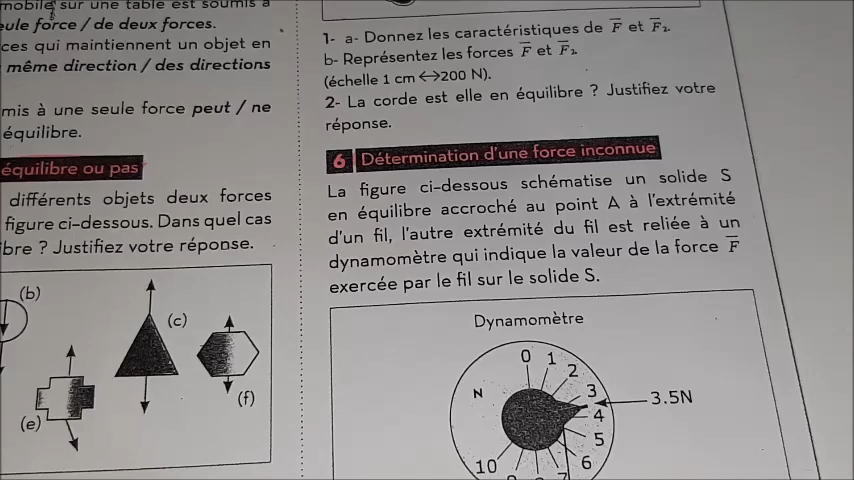 mobile sur une table est soumis à
eule force / de deux forces.
ces qui maintiennent un objet en
même direction / des directions
mis à une seule force peut / ne
équilibre.
équilibre ou pas
différents objets deux forces
figure ci-dessous. Dans quel cas
ibre ? Justifiez votre réponse.
(b)
(c)
(e)
(f)
1- a- Donnez les caractéristiques de F et F₂.
b- Représentez les forces F et F₂
(échelle 1 cm ↔200 N).
2- La corde est elle en équilibre ? Justifiez votre
réponse.
6 Détermination d'une force inconnue
La figure ci-dessous schématise un solide S
en équilibre accroché au point A à l'extrémité
d'un fil, l'autre extrémité du fil est reliée à un
dynamomètre qui indique la valeur de la force F
exercée par le fil sur le solide S.
Dynamomètre
N
0
1
2
3
3.5N
4
5
6
7
10